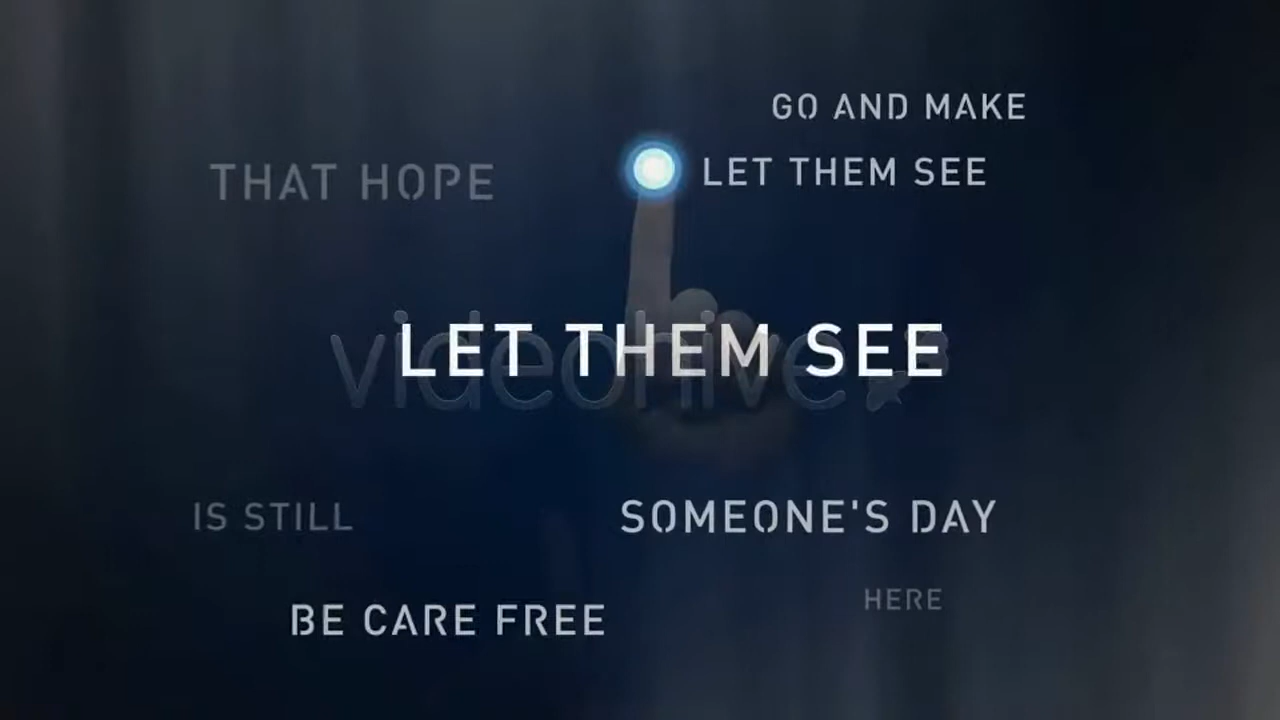 GO AND MAKE
THAT HOPE
LET THEM SEE
LET THEM SEE
videohive
IS STILL
SOMEONE'S DAY
HERE
BE CARE FREE